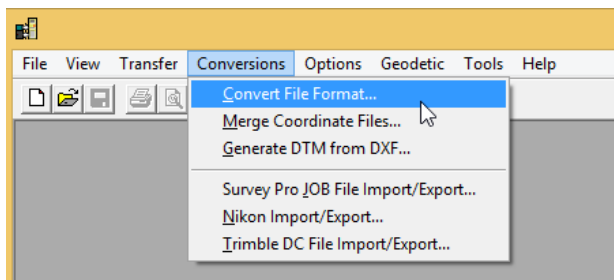 File View Transfer Conversions Options Geodetic Tools Help
Convert File Format...
Merge Coordinate Files...
Generate DTM from DXF...
Survey Pro JOB File Import/Export...
Nikon Import/Export...
Trimble DC File Import/Export...